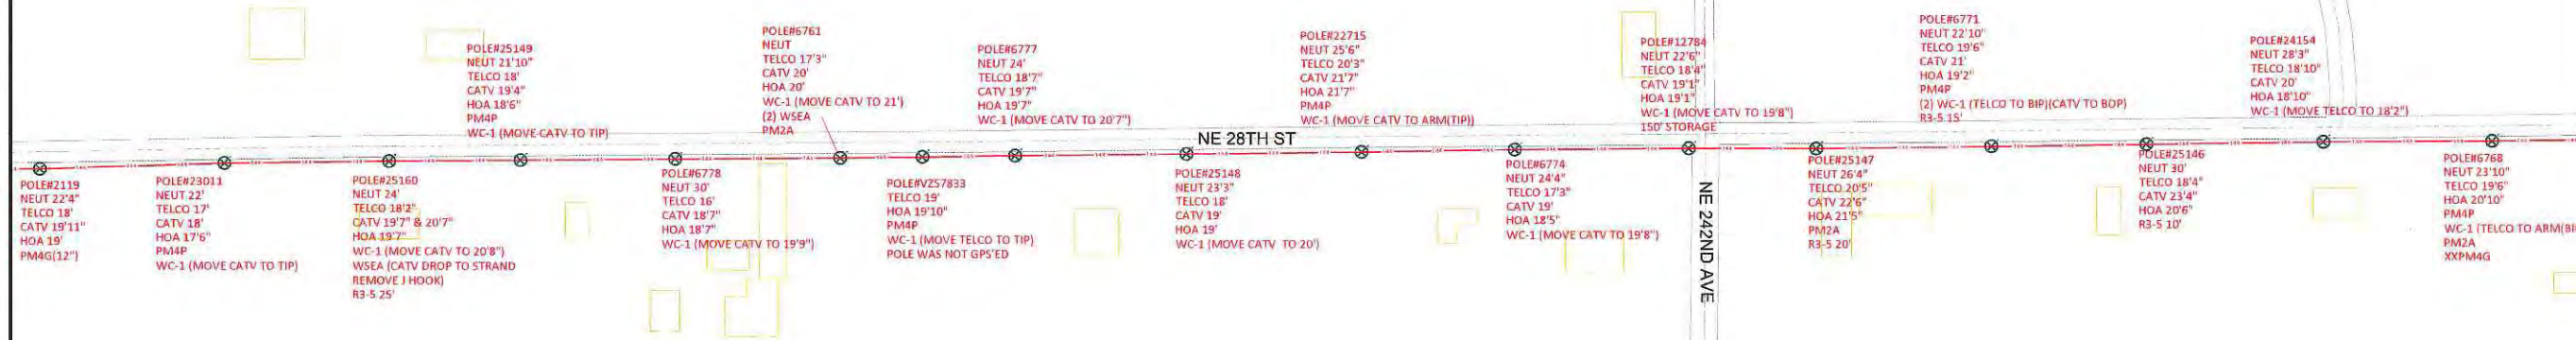 POLE#2119
NEUT 22'4"
TELCO 18'
CATV 19'11"
HOA 19'
PM4G(12")
POLE#23011
NEUT 22'
TELCO 17'
CATV 18'
HOA 17'6"
PM4P
WC-1 (MOVE CATV TO TIP)
POLE#25160
NEUT 24'
TELCO 18'2"
CATV 19'7" & 20'7"
HOA 19'7"
WC-1 (MOVE CATV TO 20'8")
WSEA (CATV DROP TO STRAND
REMOVE J HOOK)
R3-5 25'
POLE#25149
NEUT 21'10"
TELCO 18'
CATV 19'4"
HOA 18'6"
PM4P
WC-1 (MOVE CATV TO TIP)
POLE#6778
NEUT 30'
TELCO 16'
CATV 18'7"
HOA 18'7"
WC-1 (MOVE CATV TO 19'9")
POLE#6761
NEUT
TELCO 17'3"
CATV 20'
HOA 20'
WC-1 (MOVE CATV TO 21')
(2) WSEA
PM2A
POLE#VZ57833
TELCO 19'
HOA 19'10"
PM4P
WC-1 (MOVE TELCO TO TIP)
POLE WAS NOT GPS'ED
POLE#6777
NEUT 24'
TELCO 18'7"
CATV 19'7"
HOA 19'7"
WC-1 (MOVE CATV TO 20'7")
NE 28TH ST
POLE#25148
NEUT 23'3"
TELCO 18'
CATV 19'
HOA 19'
WC-1 (MOVE CATV TO 20')
POLE#22715
NEUT 25'6"
TELCO 20'3"
CATV 21'7"
HOA 21'7"
PM4P
WC-1 (MOVE CATV TO ARM(TIP))
POLE#6774
NEUT 24'4"
TELCO 17'3"
CATV 19'
HOA 18'5"
WC-1 (MOVE CATV TO 19'8")
POLE#12784
NEUT 22'6"
TELCO 18'4"
CATV 19'1"
HOA 19'1"
WC-1 (MOVE CATV TO 19'8")
150' STORAGE
NE 242ND AVE
POLE#25147
NEUT 26'4"
TELCO 20'5"
CATV 22'6"
HOA 21'5"
PM2A
R3-5 20'
POLE#6771
NEUT 22'10"
TELCO 19'6"
CATV 21'
HOA 19'2"
PM4P
(2) WC-1 (TELCO TO BIP)(CATV TO BOP)
R3-5 15'
POLE#25146
NEUT 30'
TELCO 18'4"
CATV 23'4"
HOA 20'6"
R3-5 10'
POLE#24154
NEUT 28'3"
TELCO 18'10"
CATV 20'
HOA 18'10"
WC-1 (MOVE TELCO TO 18'2")
POLE#6768
NEUT 23'10"
TELCO 19'6"
HOA 20'10"
PM4P
WC-1 (TELCO TO ARM(BI
PM2A
XXPM4G